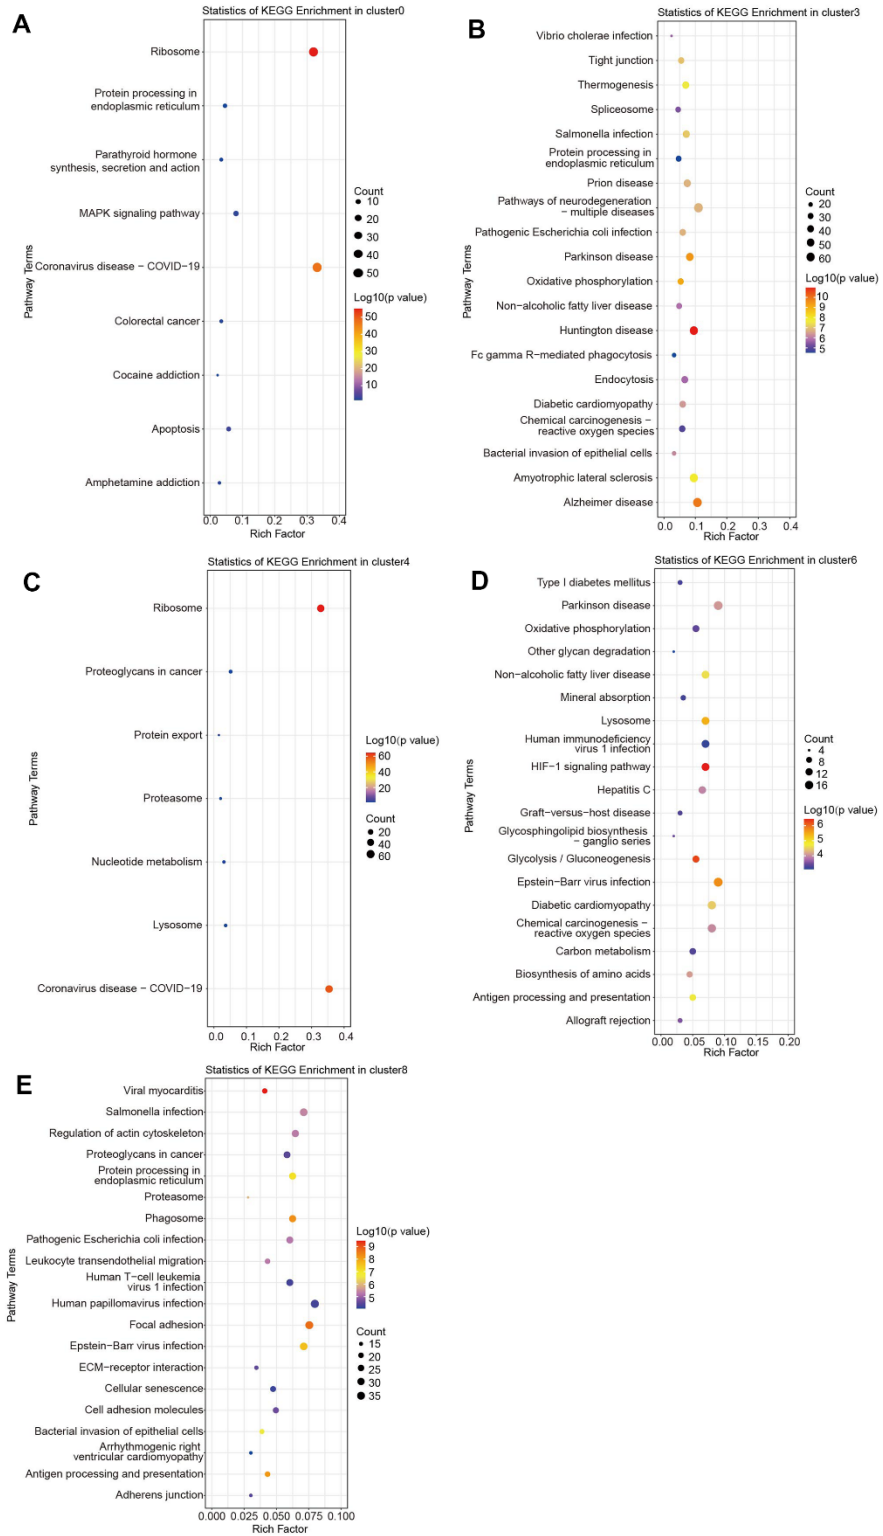 A
Statistics of KEGG Enrichment in cluster0
Pathway Terms
Ribosome
Protein processing in
endoplasmic reticulum
Parathyroid hormone
synthesis, secretion and action
MAPK signaling pathway
Coronavirus disease − COVID−19
Colorectal cancer
Cocaine addiction
Apoptosis
Amphetamine addiction
0.0 0.1 0.2 0.3 0.4
Rich Factor
Count
10
20
30
40
50
Log10(p value)
50
40
30
20
10
B
Statistics of KEGG Enrichment in cluster3
Pathway Terms
Vibrio cholerae infection
Tight junction
Thermogenesis
Spliceosome
Salmonella infection
Protein processing in
endoplasmic reticulum
Prion disease
Pathways of neurodegeneration
− multiple diseases
Pathogenic Escherichia coli infection
Parkinson disease
Oxidative phosphorylation
Non−alcoholic fatty liver disease
Huntington disease
Fc gamma R−mediated phagocytosis
Endocytosis
Diabetic cardiomyopathy
Chemical carcinogenesis −
reactive oxygen species
Bacterial invasion of epithelial cells
Amyotrophic lateral sclerosis
Alzheimer disease
0.0 0.1 0.2 0.3 0.4
Rich Factor
Count
20
30
40
50
60
Log10(p value)
10
9
8
7
6
5
C
Statistics of KEGG Enrichment in cluster4
Pathway Terms
Ribosome
Proteoglycans in cancer
Protein export
Proteasome
Nucleotide metabolism
Lysosome
Coronavirus disease − COVID−19
0.0 0.1 0.2 0.3 0.4
Rich Factor
Log10(p value)
60
40
20
Count
20
40
60
D
Statistics of KEGG Enrichment in cluster6
Pathway Terms
Type I diabetes mellitus
Parkinson disease
Oxidative phosphorylation
Other glycan degradation
Non−alcoholic fatty liver disease
Mineral absorption
Lysosome
Human immunodeficiency
virus 1 infection
HIF−1 signaling pathway
Hepatitis C
Graft−versus−host disease
Glycosphingolipid biosynthesis
− ganglio series
Glycolysis / Gluconeogenesis
Epstein−Barr virus infection
Diabetic cardiomyopathy
Chemical carcinogenesis −
reactive oxygen species
Carbon metabolism
Biosynthesis of amino acids
Antigen processing and presentation
Allograft rejection
0.00 0.05 0.10 0.15 0.20
Rich Factor
Count
4
8
12
16
Log10(p value)
6
5
4
E
Statistics of KEGG Enrichment in cluster8
Pathway Terms
Viral myocarditis
Salmonella infection
Regulation of actin cytoskeleton
Proteoglycans in cancer
Protein processing in
endoplasmic reticulum
Proteasome
Phagosome
Pathogenic Escherichia coli infection
Leukocyte transendothelial migration
Human T−cell leukemia
virus 1 infection
Human papillomavirus infection
Focal adhesion
Epstein−Barr virus infection
ECM−receptor interaction
Cellular senescence
Cell adhesion molecules
Bacterial invasion of epithelial cells
Arrhythmogenic right
ventricular cardiomyopathy
Antigen processing and presentation
Adherens junction
0.000 0.025 0.050 0.075 0.100
Rich Factor
Log10(p value)
9
8
7
6
5
Count
15
20
25
30
35